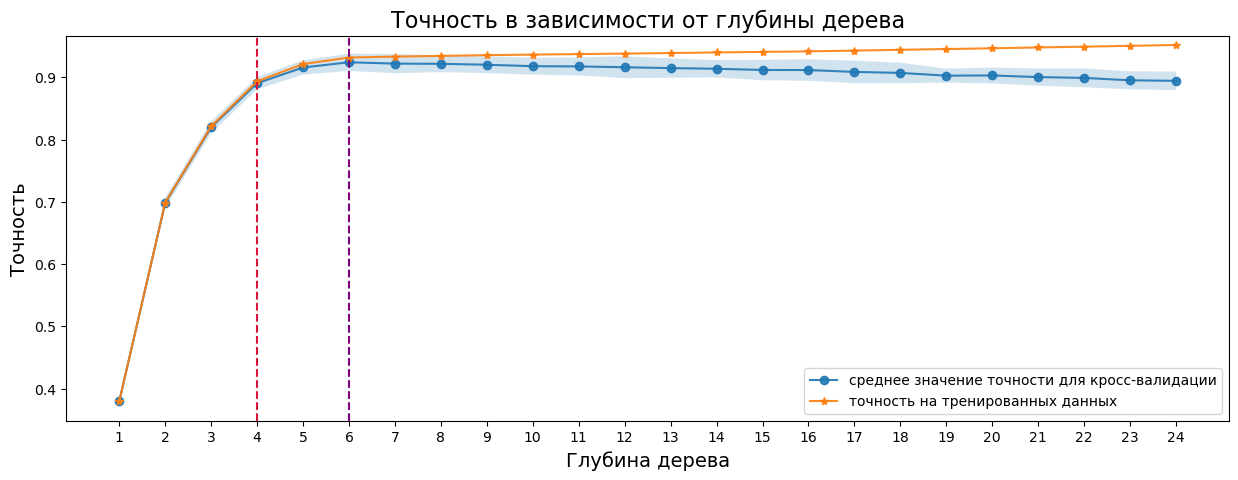 Точность в зависимости от глубины дерева
Точность
0.9
0.8
0.7
0.6
0.5
0.4
среднее значение точности для кросс-валидации
точность на тренированных данных
1 2 3 4 5 6 7 8 9 10 11 12 13 14 15 16 17 18 19 20 21 22 23 24
Глубина дерева